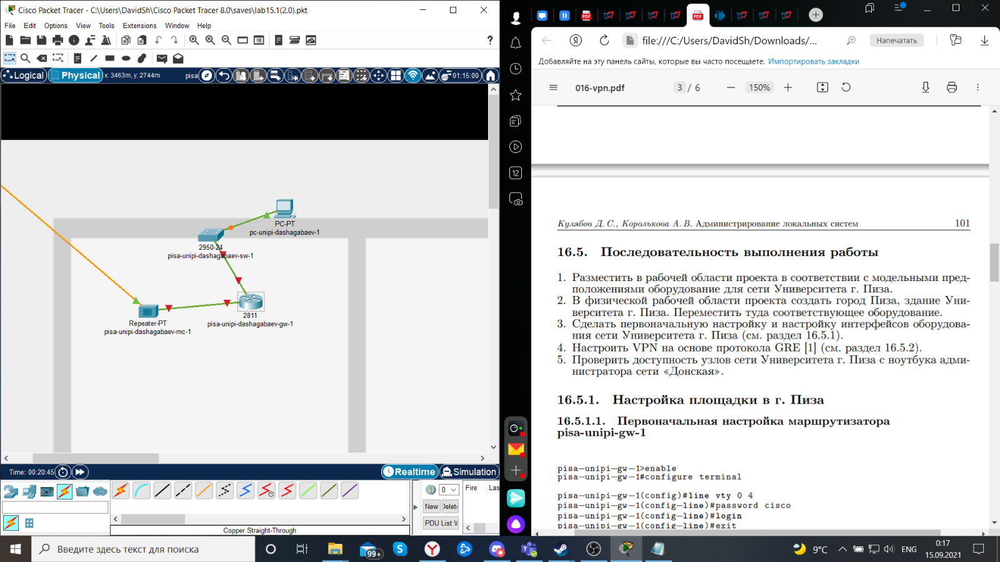 Cisco Packet Tracer - C:\Users\DavidSh\Cisco Packet Tracer 8.0\saves\lab15.1(2.0).pkt
File Edit Options View Tools Extensions Window Help
Logical Physical x: 3463m, y: 2744m pisa 01:15:00
PC-PT
pc-unipi-dashagabaev-1
2950-24
pisa-unipi-dashagabaev-sw-1
2811
pisa-unipi-dashagabaev-gw-1
Repeater-PT
pisa-unipi-dashagabaev-mc-1
Time: 00:20:45 Realtime Simulation
0 Fire Las
New Delet
PDU List W
Copper Straight-Through
file:///C:/Users/DavidSh/Downloads/... Напечатать
Добавляйте на эту панель сайты, которые вы часто посещаете. Импортировать закладки
016-vpn.pdf 3 / 6 150%
12
Кулябов Д. С., Королькова А. В. Администрирование локальных систем 101
16.5. Последовательность выполнения работы
1. Разместить в рабочей области проекта в соответствии с модельными пред-
положениями оборудование для сети Университета г. Пиза.
2. В физической рабочей области проекта создать город Пиза, здание Уни-
верситета г. Пиза. Переместить туда соответствующее оборудование.
3. Сделать первоначальную настройку и настройку интерфейсов оборудова-
ния сети Университета г. Пиза (см. раздел 16.5.1).
4. Настроить VPN на основе протокола GRE [1] (см. раздел 16.5.2).
5. Проверить доступность узлов сети Университета г. Пиза с ноутбука адми-
нистратора сети «Донская».
16.5.1. Настройка площадки в г. Пиза
16.5.1.1. Первоначальная настройка маршрутизатора
pisa-unipi-gw-1
pisa-unipi-gw-1>enable
pisa-unipi-gw-1#configure terminal
pisa-unipi-gw-1(config)#line vty 0 4
pisa-unipi-gw-1(config-line)#password cisco
pisa-unipi-gw-1(config-line)#login
pisa-unipi-gw-1(config-line)#exit
Введите здесь текст для поиска
99+
9°C ENG
0:17
15.09.2021